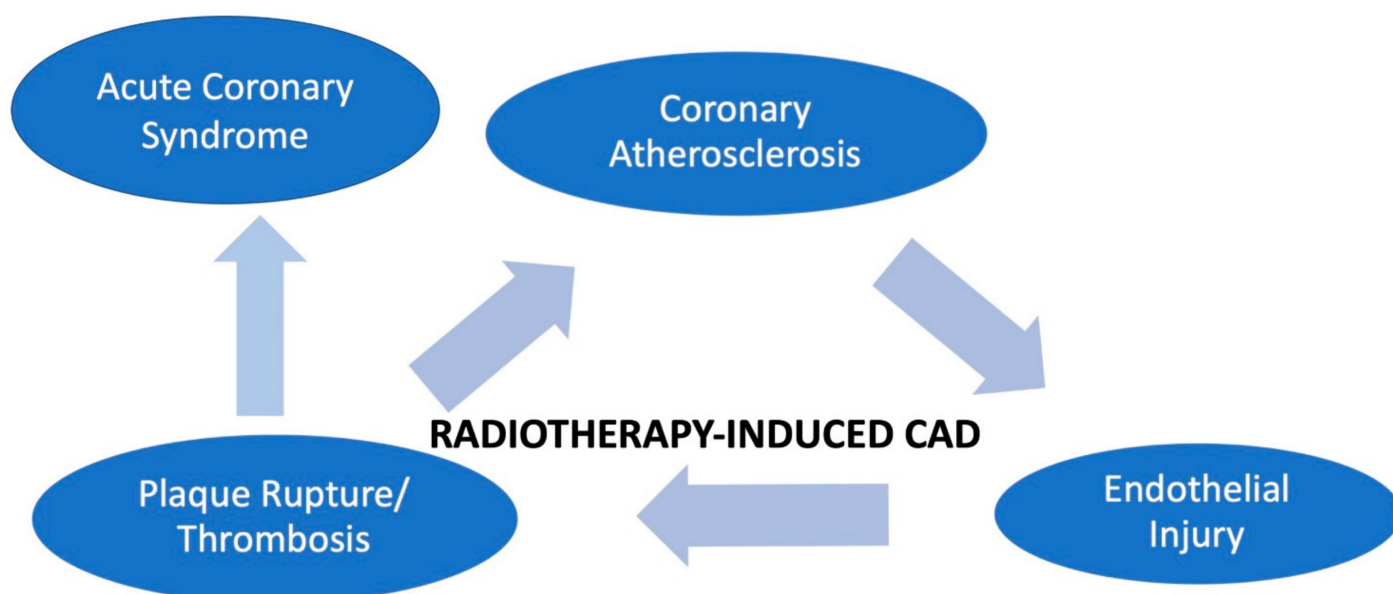 Acute Coronary
Syndrome
Coronary
Atherosclerosis
RADIOTHERAPY-INDUCED CAD
Plaque Rupture/
Thrombosis
Endothelial
Injury